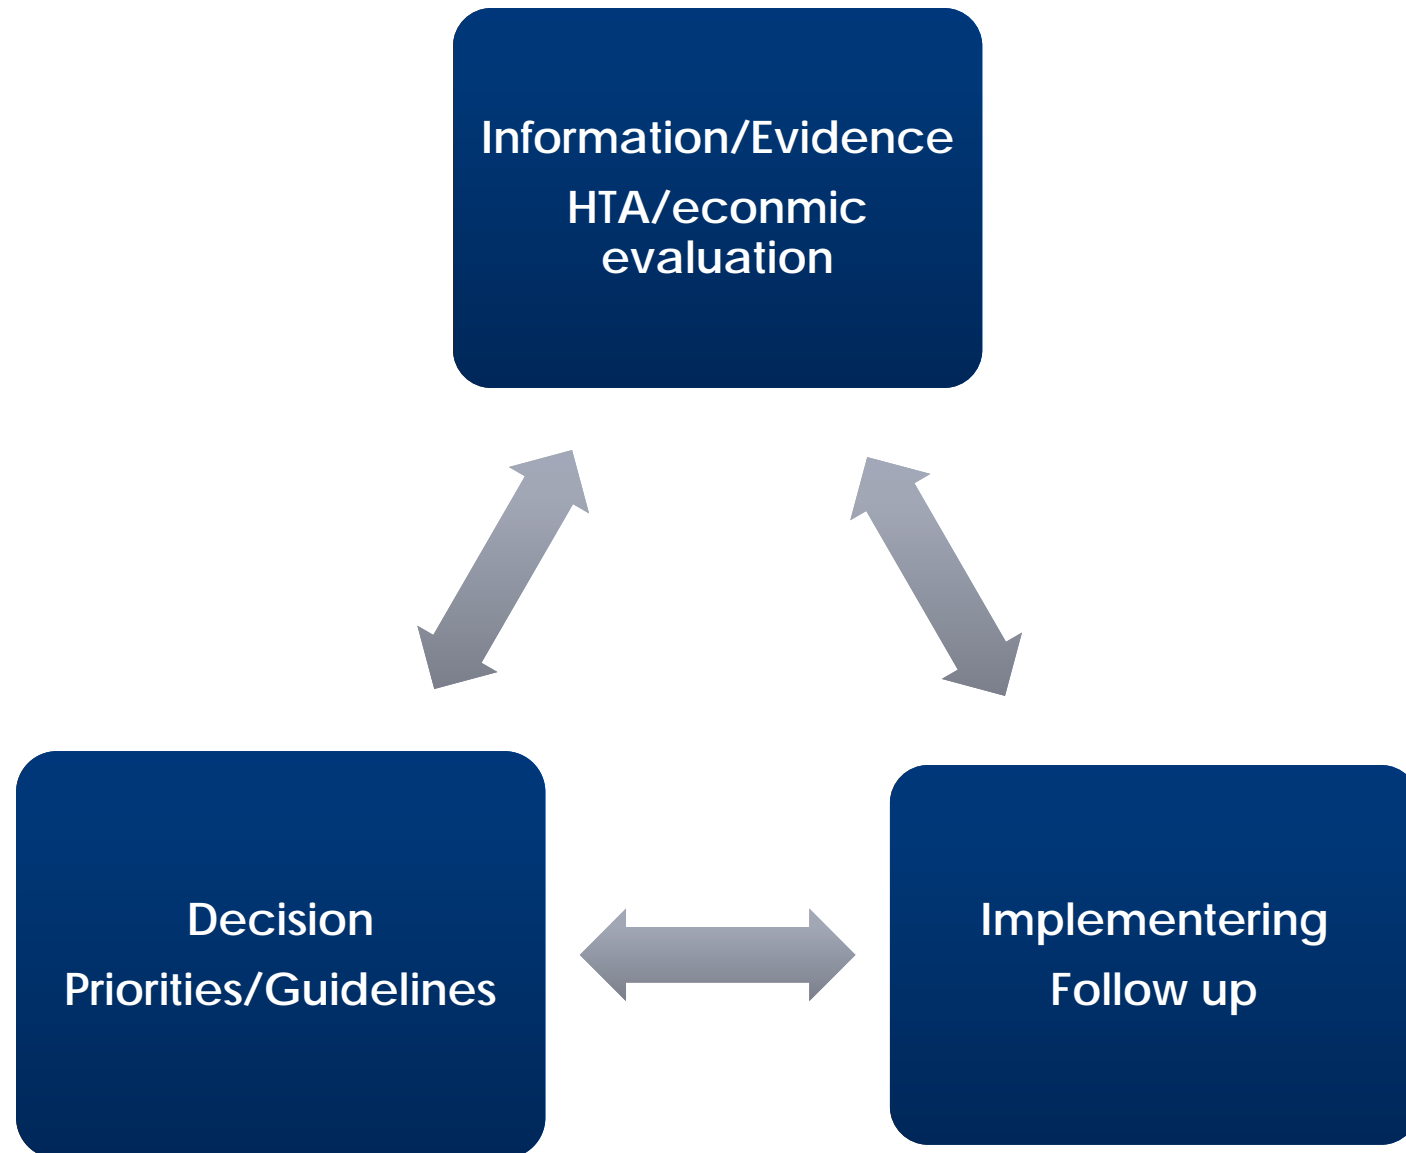 Information/Evidence
HTA/econmic
evaluation
Decision
Priorities/Guidelines
Implementering
Follow up